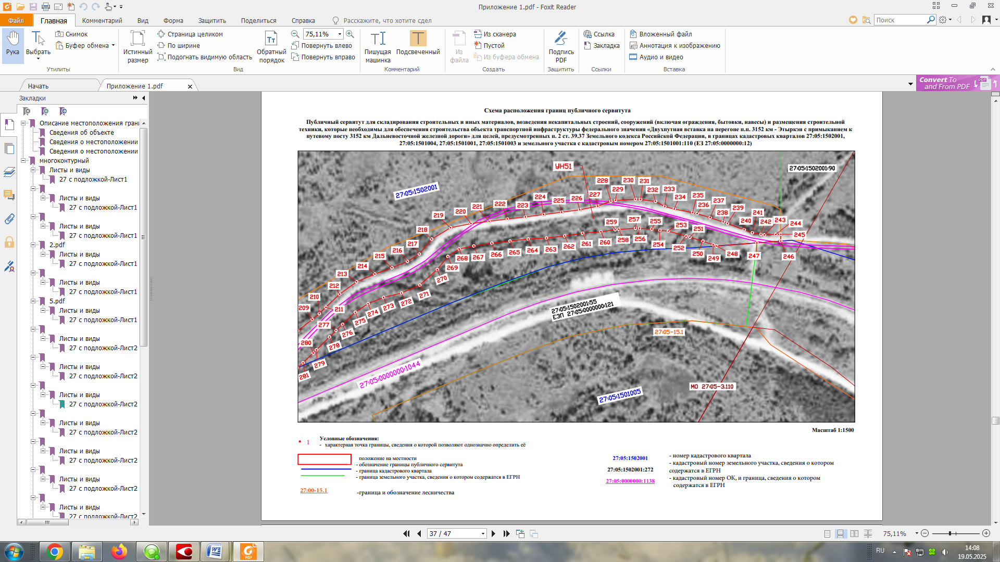 Приложение 1.pdf - Foxit Reader
Файл
Главная
Комментарий
Вид
Форма
Защитить
Поделиться
Справка
Расскажите, что хотите сделать
Поиск
Рука
Выбрать
Снимок
Буфер обмена
Истинный размер
Страница целиком
По ширине
Подогнать видимую область
Обратный порядок
75,11%
Повернуть влево
Повернуть вправо
Пишущая машинка
Подсвеченный
Из файла
Из сканера
Пустой
Из буфера обмена
Подпись PDF
Ссылка
Закладка
Вложенный файл
Аннотация к изображению
Аудио и видео
Утилиты
Вид
Комментарий
Создать
Защитить
Ссылки
Вставка
Начать
Приложение 1.pdf
Convert To
and From PDF
PDF
Закладки
Описание местоположения гран
Сведения об объекте
Сведения о местоположении
Сведения о местоположении
многоконтурный
Листы и виды
27 с подложкой-Лист1
Листы и виды
27 с подложкой-Лист1
Листы и виды
27 с подложкой-Лист1
2.pdf
Листы и виды
27 с подложкой-Лист1
Листы и виды
27 с подложкой-Лист1
5.pdf
Листы и виды
27 с подложкой-Лист1
Листы и виды
27 с подложкой-Лист2
Листы и виды
27 с подложкой-Лист2
Листы и виды
27 с подложкой-Лист2
Листы и виды
27 с подложкой-Лист2
Листы и виды
27 с подложкой-Лист2
Листы и виды
27 с подложкой-Лист2
Листы и виды
27 с подложкой-Лист2
Схема расположения границ публичного сервитута
Публичный сервитут для складирования строительных и иных материалов, возведения некапитальных строений, сооружений (включая ограждения, бытовки, навесы) и размещения строительной
техники, которые необходимы для обеспечения строительства объекта транспортной инфраструктуры федерального значения «Двухпутная вставка на перегоне п.п. 3152 км - Этыркэн с примыканием к
путевому посту 3152 км Дальневосточной железной дороги» для целей, предусмотренных п. 2 ст. 39.37 Земельного кодекса Российской Федерации, в границах кадастровых кварталов 27:05:1502001,
27:05:1501004, 27:05:1501001, 27:05:1501003 и земельного участка с кадастровым номером 27:05:1501001:110 (ЕЗ 27:05:0000000:12)
УН51
27:05:1502001:90
27:05:1502001
228 230 231
229 232 233
224 225 226 227 234 235
222 223 236 237
221 238 239
220 240 241
219 242 243 244
218 245
259 257 255 253 251
217 258 256 254 252 250 249 248 247 246
216 260 261 262 263 264 265 266 267 268
215 269
214 270
213 271
212 272
210 273
209 211 274
277 275
276
280 278
279
281
27:05:1502001:55
ЕЗП 27:05:0000000:121
27:05-15.1
27:05:0000000:1044
МО 27:05-3.110
27:05:1501005
Масштаб 1:1500
1
Условные обозначения:
- характерная точка границы, сведения о которой позволяют однозначно определить её
положение на местности
- обозначение границы публичного сервитута
- граница кадастрового квартала
- граница земельного участка, сведения о котором содержатся в ЕГРН
27:00-15.1
-граница и обозначение лесничества
27:05:1502001
- номер кадастрового квартала
27:05:1502001:272
- кадастровый номер земельного участка, сведения о котором
содержатся в ЕГРН
27:05:0000000:1138
- кадастровый номер ОК, и граница, сведения о котором
содержатся в ЕГРН
37 / 47
75,11%
RU
14:08
19.05.2025